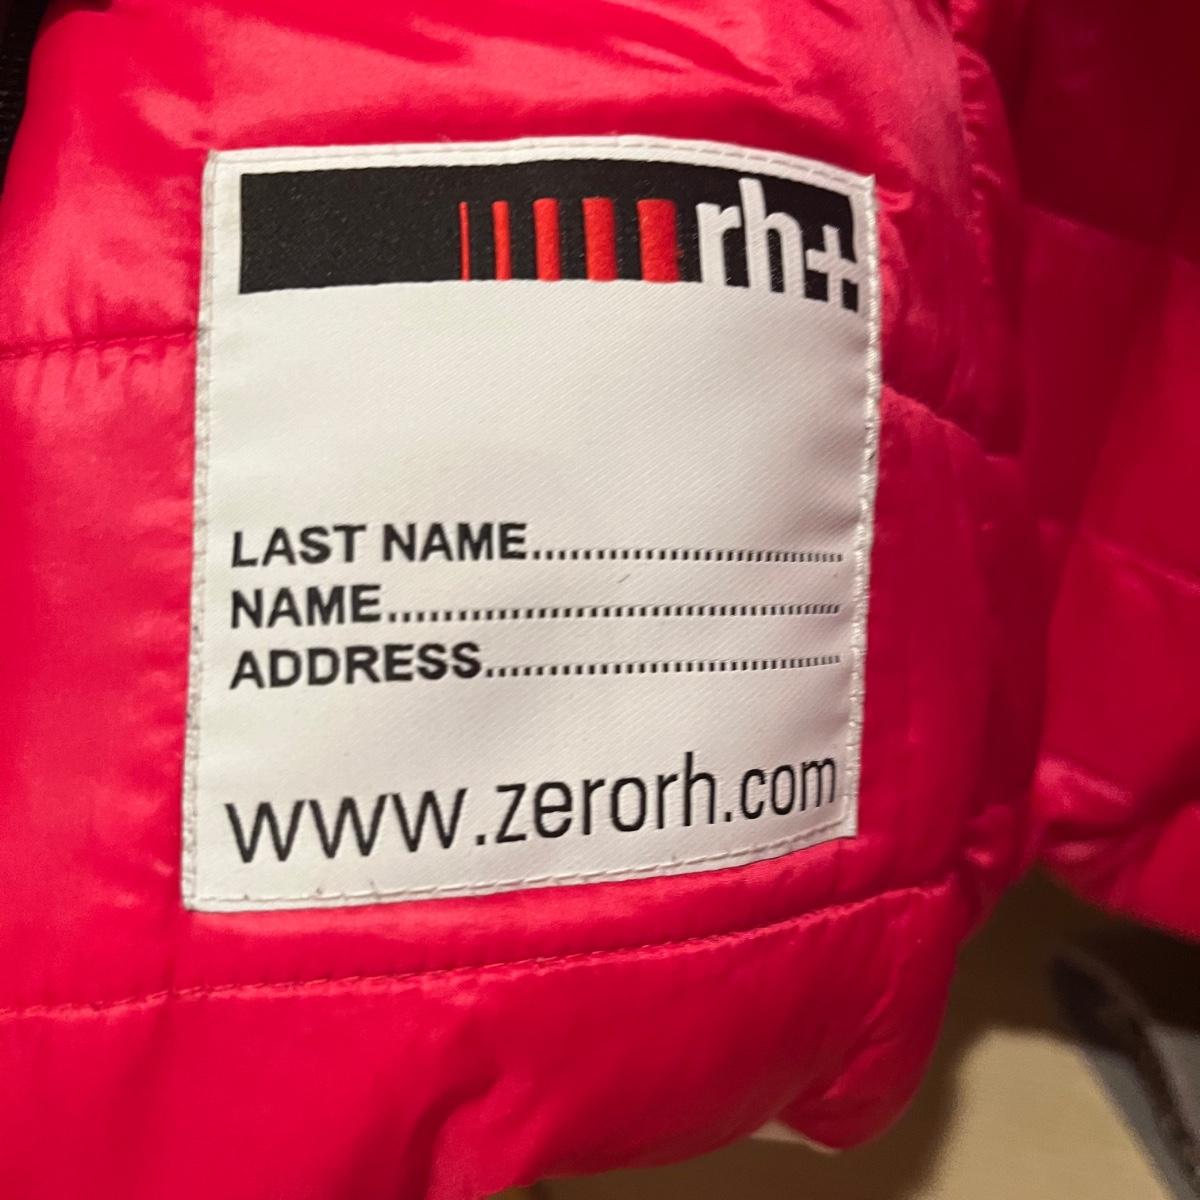 rh+
LAST NAME..........................................
NAME..........................................
ADDRESS..........................................
www.zerorh.com